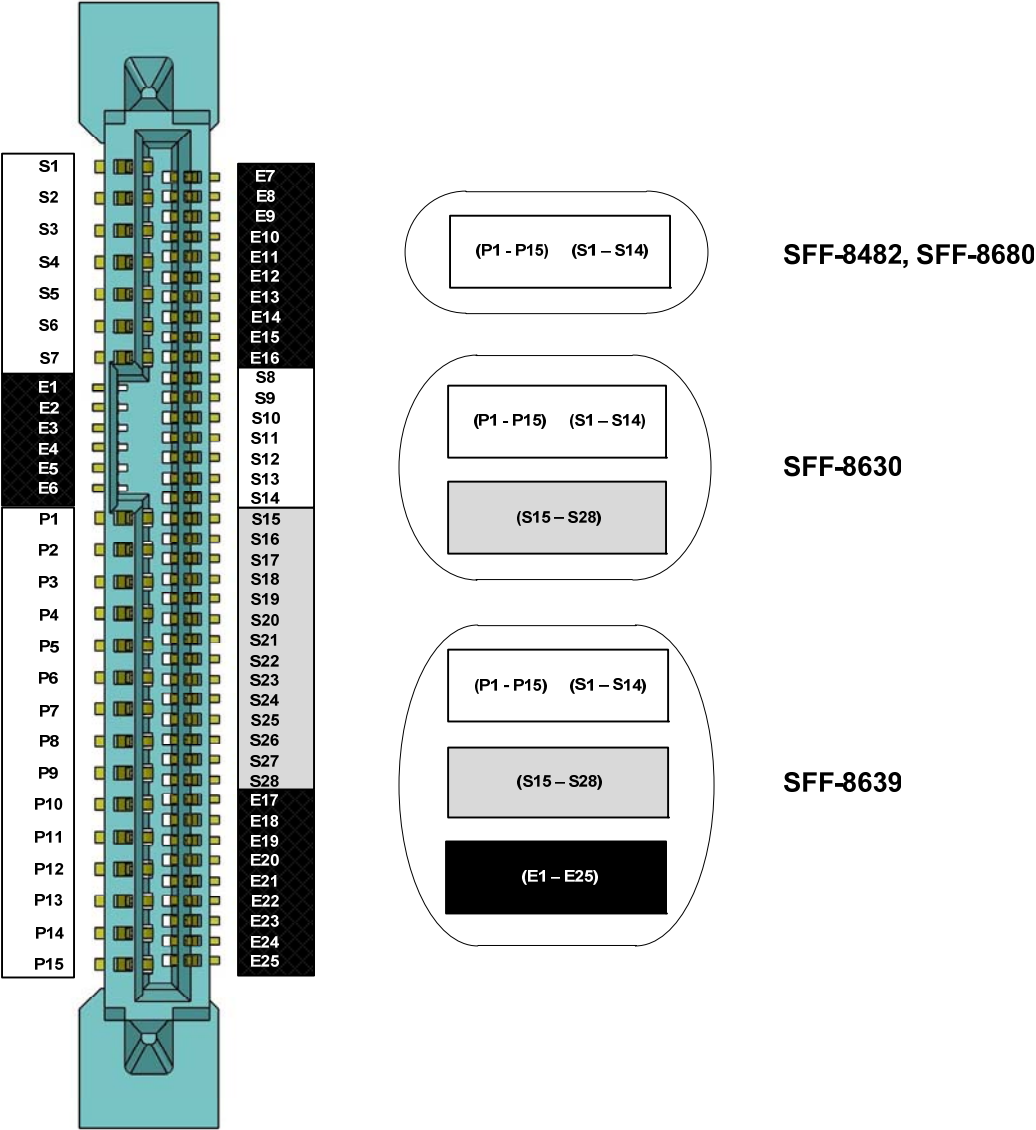 S1
S2
S3
S4
S5
S6
S7
E1
E2
E3
E4
E5
E6
P1
P2
P3
P4
P5
P6
P7
P8
P9
P10
P11
P12
P13
P14
P15
E7
E8
E9
E10
E11
E12
E13
E14
E15
E16
S8
S9
S10
S11
S12
S13
S14
S15
S16
S17
S18
S19
S20
S21
S22
S23
S24
S25
S26
S27
S28
E17
E18
E19
E20
E21
E22
E23
E24
E25
(P1 - P15) (S1 – S14)
SFF-8482, SFF-8680
(P1 - P15) (S1 – S14)
(S15 – S28)
SFF-8630
(P1 - P15) (S1 – S14)
(S15 – S28)
(E1 – E25)
SFF-8639